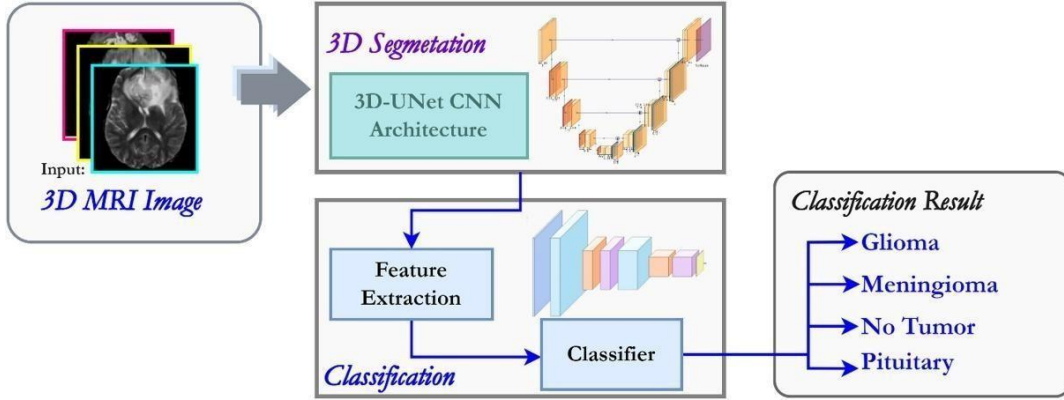 Input:
3D MRI Image
3D Segmetation
3D-UNet CNN
Architecture
Feature
Extraction
Classifier
Classification
Classification Result
Glioma
Meningioma
No Tumor
Pituitary